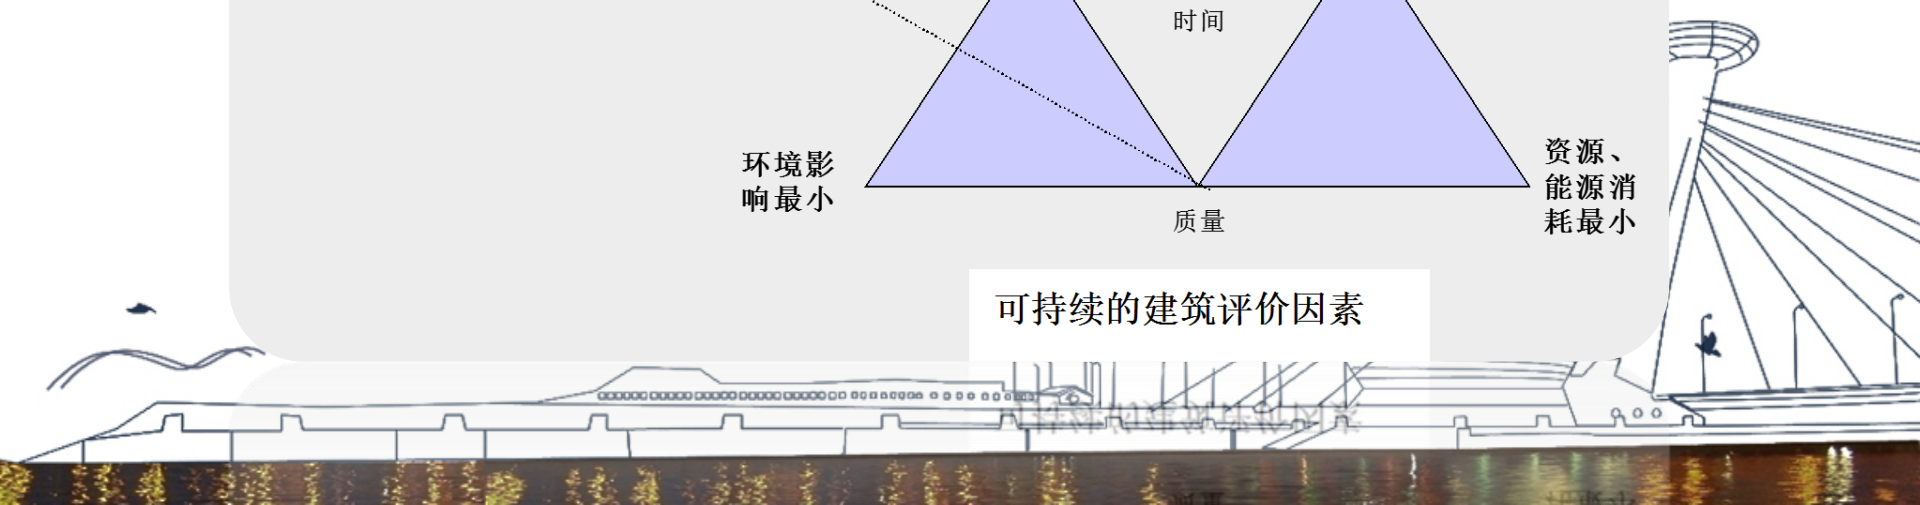 时间
环境影
响最小
资源、
能源消
耗最小
质量
可持续的建筑评价因素